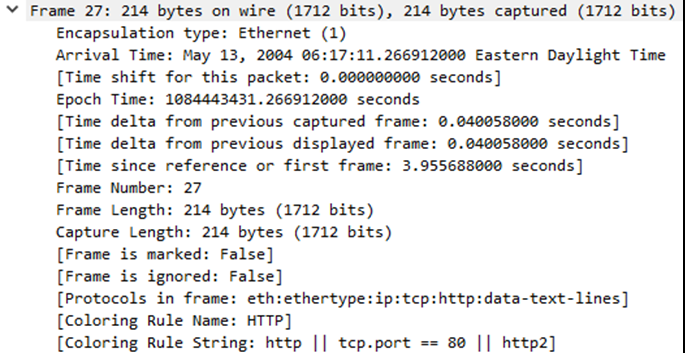 Frame 27: 214 bytes on wire (1712 bits), 214 bytes captured (1712 bits)
Encapsulation type: Ethernet (1)
Arrival Time: May 13, 2004 06:17:11.266912000 Eastern Daylight Time
[Time shift for this packet: 0.000000000 seconds]
Epoch Time: 1084443431.266912000 seconds
[Time delta from previous captured frame: 0.040058000 seconds]
[Time delta from previous displayed frame: 0.040058000 seconds]
[Time since reference or first frame: 3.955688000 seconds]
Frame Number: 27
Frame Length: 214 bytes (1712 bits)
Capture Length: 214 bytes (1712 bits)
[Frame is marked: False]
[Frame is ignored: False]
[Protocols in frame: eth:ethertype:ip:tcp:http:data-text-lines]
[Coloring Rule Name: HTTP]
[Coloring Rule String: http || tcp.port == 80 || http2]